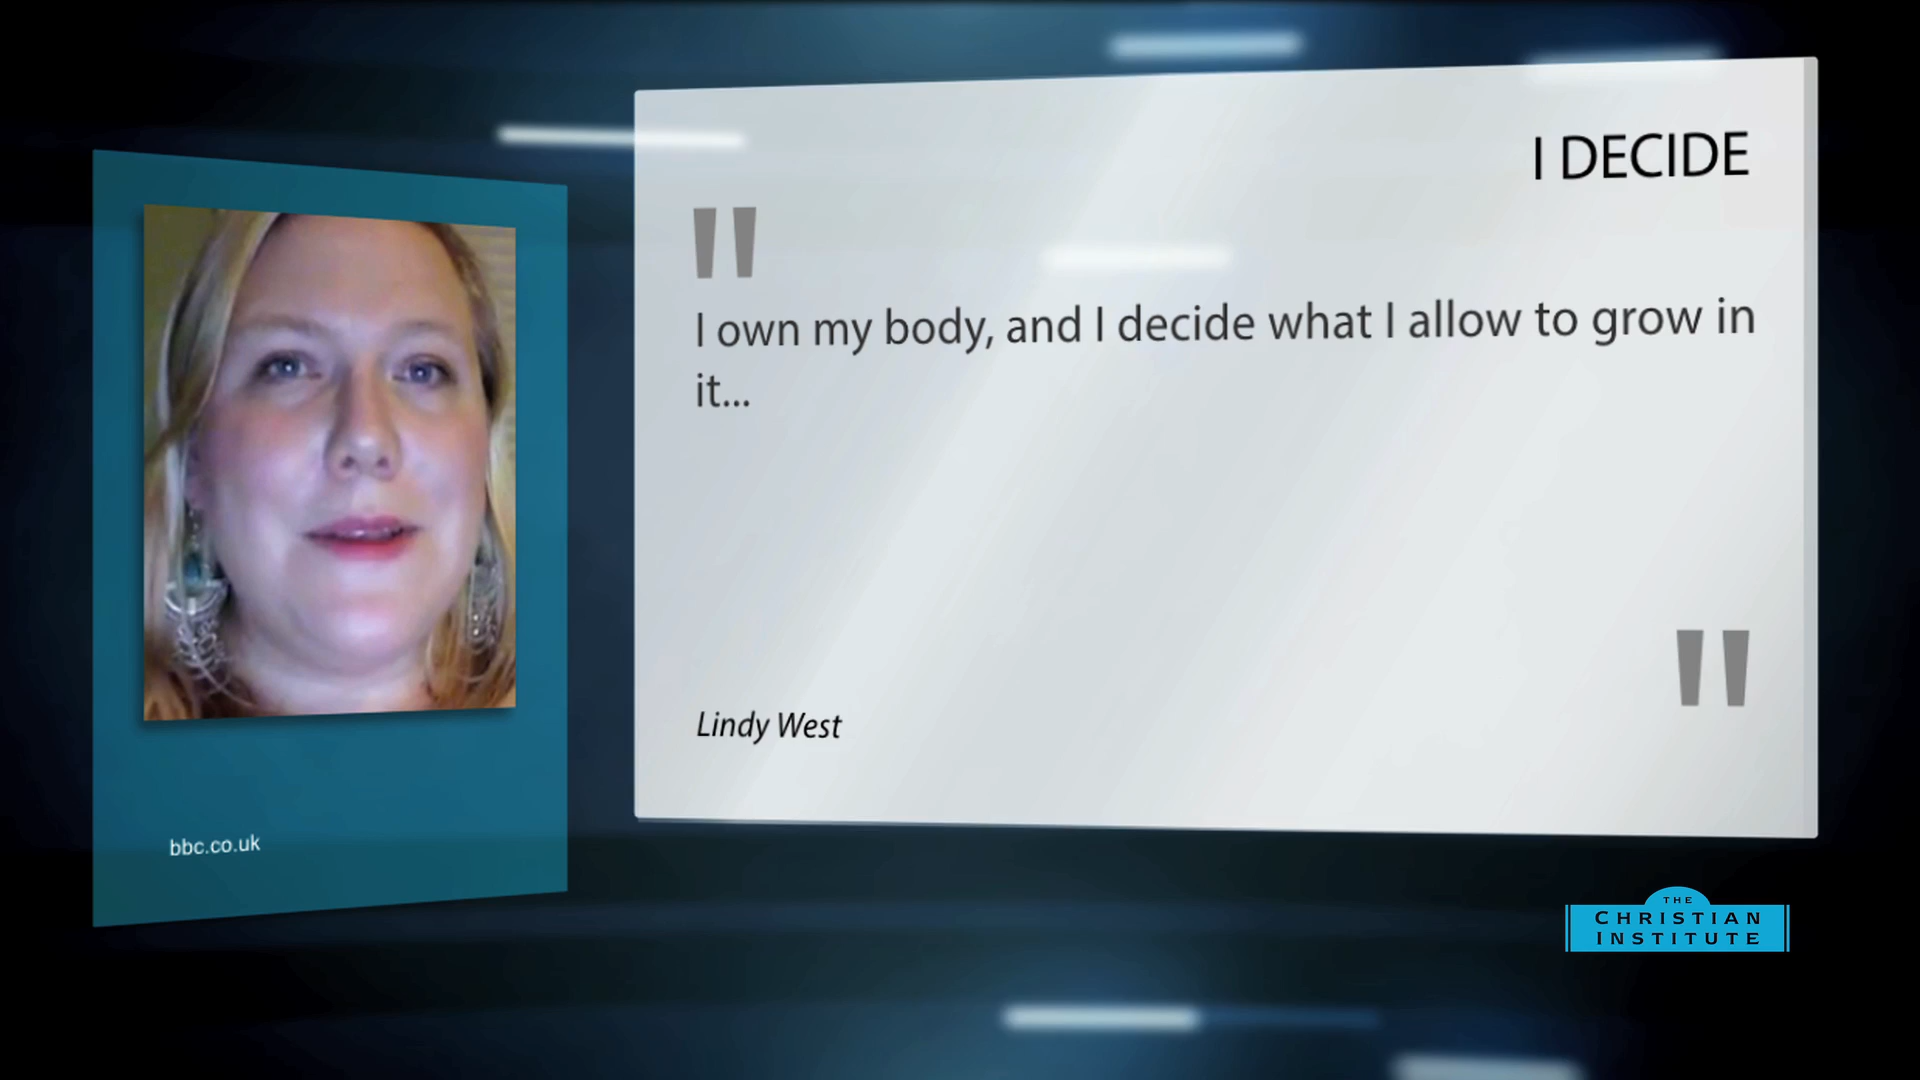 I DECIDE
"
I own my body, and I decide what I allow to grow in
it...
"
Lindy West
bbc.co.uk
THE
CHRISTIAN
INSTITUTE